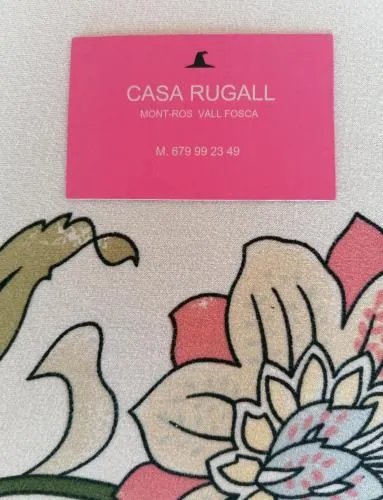 CASA RUGALL
MONT-ROS VALL FOSCA
M. 679 99 23 49